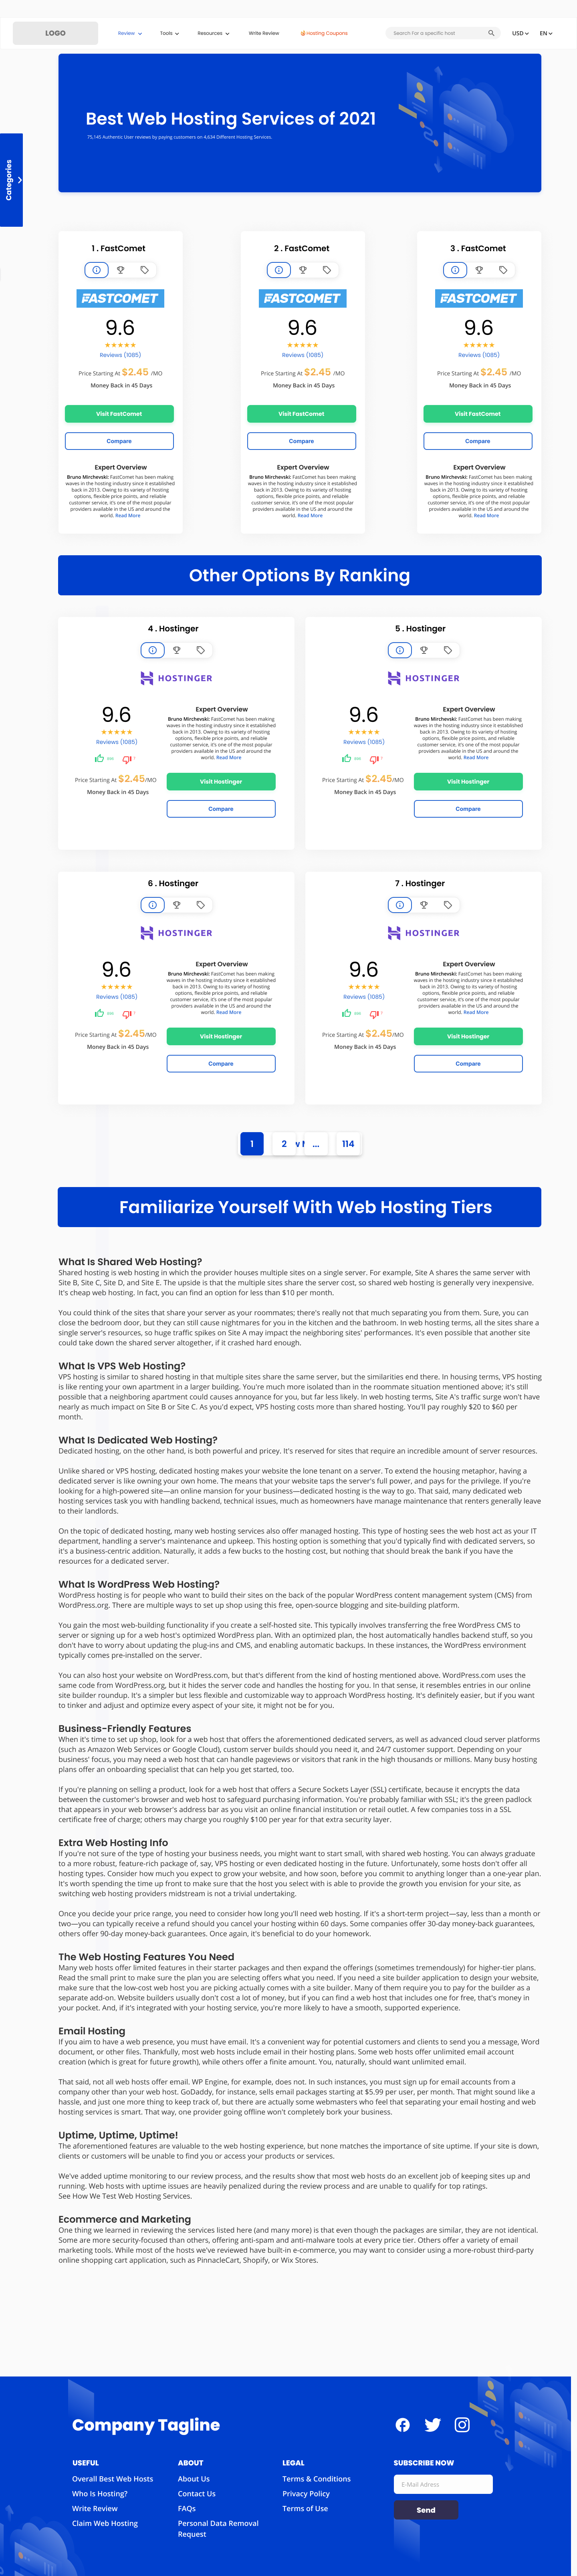 LOGO
Review
Tools
Resources
Write Review
Hosting Coupons
Search For a specific host
USD
EN
Best Web Hosting Services of 2021
75,145 Authentic User reviews by paying customers on 4,634 Different Hosting Services.
Categories
1 . FastComet
FASTCOMET
9.6
Reviews (1085)
Price Starting At $2.45 /MO
Money Back in 45 Days
Visit FastComet
Compare
Expert Overview
Bruno Mirchevski: FastComet has been making
waves in the hosting industry since it established
back in 2013. Owing to its variety of hosting
options, flexible price points, and reliable
customer service, it's one of the most popular
providers available in the US and around the
world. Read More
2 . FastComet
FASTCOMET
9.6
Reviews (1085)
Price Starting At $2.45 /MO
Money Back in 45 Days
Visit FastComet
Compare
Expert Overview
Bruno Mirchevski: FastComet has been making
waves in the hosting industry since it established
back in 2013. Owing to its variety of hosting
options, flexible price points, and reliable
customer service, it's one of the most popular
providers available in the US and around the
world. Read More
3 . FastComet
FASTCOMET
9.6
Reviews (1085)
Price Starting At $2.45 /MO
Money Back in 45 Days
Visit FastComet
Compare
Expert Overview
Bruno Mirchevski: FastComet has been making
waves in the hosting industry since it established
back in 2013. Owing to its variety of hosting
options, flexible price points, and reliable
customer service, it's one of the most popular
providers available in the US and around the
world. Read More
Other Options By Ranking
4 . Hostinger
HOSTINGER
9.6
Reviews (1085)
Price Starting At $2.45/MO
Money Back in 45 Days
Expert Overview
Bruno Mirchevski: FastComet has been making
waves in the hosting industry since it established
back in 2013. Owing to its variety of hosting
options, flexible price points, and reliable
customer service, it's one of the most popular
providers available in the US and around the
world. Read More
Visit Hostinger
Compare
5 . Hostinger
HOSTINGER
9.6
Reviews (1085)
Price Starting At $2.45/MO
Money Back in 45 Days
Expert Overview
Bruno Mirchevski: FastComet has been making
waves in the hosting industry since it established
back in 2013. Owing to its variety of hosting
options, flexible price points, and reliable
customer service, it's one of the most popular
providers available in the US and around the
world. Read More
Visit Hostinger
Compare
6 . Hostinger
HOSTINGER
9.6
Reviews (1085)
Price Starting At $2.45/MO
Money Back in 45 Days
Expert Overview
Bruno Mirchevski: FastComet has been making
waves in the hosting industry since it established
back in 2013. Owing to its variety of hosting
options, flexible price points, and reliable
customer service, it's one of the most popular
providers available in the US and around the
world. Read More
Visit Hostinger
Compare
7 . Hostinger
HOSTINGER
9.6
Reviews (1085)
Price Starting At $2.45/MO
Money Back in 45 Days
Expert Overview
Bruno Mirchevski: FastComet has been making
waves in the hosting industry since it established
back in 2013. Owing to its variety of hosting
options, flexible price points, and reliable
customer service, it's one of the most popular
providers available in the US and around the
world. Read More
Visit Hostinger
Compare
1 2 ... 114
Familiarize Yourself With Web Hosting Tiers
What Is Shared Web Hosting?
Shared hosting is web hosting in which the provider houses multiple sites on a single server. For example, Site A shares the same server with
Site B, Site C, Site D, and Site E. The upside is that the multiple sites share the server cost, so shared web hosting is generally very inexpensive.
It's cheap web hosting. In fact, you can find an option for less than $10 per month.
You could think of the sites that share your server as your roommates; there's really not that much separating you from them. Sure, you can
close the bedroom door, but they can still cause nightmares for you in the kitchen and the bathroom. In web hosting terms, all the sites share a
single server's resources, so huge traffic spikes on Site A may impact the neighboring sites' performances. It's even possible that another site
could take down the shared server altogether, if it crashed hard enough.
What Is VPS Web Hosting?
VPS hosting is similar to shared hosting in that multiple sites share the same server, but the similarities end there. In housing terms, VPS hosting
is like renting your own apartment in a larger building. You're much more isolated than in the roommate situation mentioned above; it's still
possible that a neighboring apartment could causes annoyance for you, but far less likely. In web hosting terms, Site A's traffic surge won't have
nearly as much impact on Site B or Site C. As you'd expect, VPS hosting costs more than shared hosting. You'll pay roughly $20 to $60 per
month.
What Is Dedicated Web Hosting?
Dedicated hosting, on the other hand, is both powerful and pricey. It's reserved for sites that require an incredible amount of server resources.
Unlike shared or VPS hosting, dedicated hosting makes your website the lone tenant on a server. To extend the housing metaphor, having a
dedicated server is like owning your own home. The means that your website taps the server's full power, and pays for the privilege. If you're
looking for a high-powered site—an online mansion for your business—dedicated hosting is the way to go. That said, many dedicated web
hosting services task you with handling backend, technical issues, much as homeowners have manage maintenance that renters generally leave
to their landlords.
On the topic of dedicated hosting, many web hosting services also offer managed hosting. This type of hosting sees the web host act as your IT
department, handling a server's maintenance and upkeep. This hosting option is something that you'd typically find with dedicated servers, so
it's a business-centric addition. Naturally, it adds a few bucks to the hosting cost, but nothing that should break the bank if you have the
resources for a dedicated server.
What Is WordPress Web Hosting?
WordPress hosting is for people who want to build their sites on the back of the popular WordPress content management system (CMS) from
WordPress.org. There are multiple ways to set up shop using this free, open-source blogging and site-building platform.
You gain the most web-building functionality if you create a self-hosted site. This typically involves transferring the free WordPress CMS to
server or signing up for a web host's optimized WordPress plan. With an optimized plan, the host automatically handles backend stuff, so you
don't have to worry about updating the plug-ins and CMS, and enabling automatic backups. In these instances, the WordPress environment
typically comes pre-installed on the server.
You can also host your website on WordPress.com, but that's different from the kind of hosting mentioned above. WordPress.com uses the
same code from WordPress.org, but it hides the server code and handles the hosting for you. In that sense, it resembles entries in our online
site builder roundup. It's a simpler but less flexible and customizable way to approach WordPress hosting. It's definitely easier, but if you want
to tinker and adjust and optimize every aspect of your site, it might not be for you.
Business-Friendly Features
When it's time to set up shop, look for a web host that offers the aforementioned dedicated servers, as well as advanced cloud server platforms
(such as Amazon Web Services or Google Cloud), custom server builds should you need it, and 24/7 customer support. Depending on your
business' focus, you may need a web host that can handle pageviews or visitors that rank in the high thousands or millions. Many busy hosting
plans offer an onboarding specialist that can help you get started, too.
If you're planning on selling a product, look for a web host that offers a Secure Sockets Layer (SSL) certificate, because it encrypts the data
between the customer's browser and web host to safeguard purchasing information. You're probably familiar with SSL; it's the green padlock
that appears in your web browser's address bar as you visit an online financial institution or retail outlet. A few companies toss in a SSL
certificate free of charge; others may charge you roughly $100 per year for that extra security layer.
Extra Web Hosting Info
If you're not sure of the type of hosting your business needs, you might want to start small, with shared web hosting. You can always graduate
to a more robust, feature-rich package of, say, VPS hosting or even dedicated hosting in the future. Unfortunately, some hosts don't offer all
hosting types. Consider how much you expect to grow your website, and how soon, before you commit to anything longer than a one-year plan.
It's worth spending the time up front to make sure that the host you select with is able to provide the growth you envision for your site, as
switching web hosting providers midstream is not a trivial undertaking.
Once you decide your price range, you need to consider how long you'll need web hosting. If it's a short-term project—say, less than a month or
two—you can typically receive a refund should you cancel your hosting within 60 days. Some companies offer 30-day money-back guarantees,
others offer 90-day money-back guarantees. Once again, it's beneficial to do your homework.
The Web Hosting Features You Need
Many web hosts offer limited features in their starter packages and then expand the offerings (sometimes tremendously) for higher-tier plans.
Read the small print to make sure the plan you are selecting offers what you need. If you need a site builder application to design your website,
make sure that the low-cost web host you are picking actually comes with a site builder. Many of them require you to pay for the builder as a
separate add-on. Website builders usually don't cost a lot of money, but if you can find a web host that includes one for free, that's money in
your pocket. And, if it's integrated with your hosting service, you're more likely to have a smooth, supported experience.
Email Hosting
If you aim to have a web presence, you must have email. It's a convenient way for potential customers and clients to send you a message, Word
document, or other files. Thankfully, most web hosts include email in their hosting plans. Some web hosts offer unlimited email account
creation (which is great for future growth), while others offer a finite amount. You, naturally, should want unlimited email.
That said, not all web hosts offer email. WP Engine, for example, does not. In such instances, you must sign up for email accounts from a
company other than your web host. GoDaddy, for instance, sells email packages starting at $5.99 per user, per month. That might sound like a
hassle, and just one more thing to keep track of, but there are actually some webmasters who feel that separating your email hosting and web
hosting services is smart. That way, one provider going offline won't completely bork your business.
Uptime, Uptime, Uptime!
The aforementioned features are valuable to the web hosting experience, but none matches the importance of site uptime. If your site is down,
clients or customers will be unable to find you or access your products or services.
We've added uptime monitoring to our review process, and the results show that most web hosts do an excellent job of keeping sites up and
running. Web hosts with uptime issues are heavily penalized during the review process and are unable to qualify for top ratings.
See How We Test Web Hosting Services.
Ecommerce and Marketing
One thing we learned in reviewing the services listed here (and many more) is that even though the packages are similar, they are not identical.
Some are more security-focused than others, offering anti-spam and anti-malware tools at every price tier. Others offer a variety of email
marketing tools. While most of the hosts we've reviewed have built-in e-commerce, you may want to consider using a more-robust third-party
online shopping cart application, such as PinnacleCart, Shopify, or Wix Stores.
Company Tagline
USEFUL
Overall Best Web Hosts
Who Is Hosting?
Write Review
Claim Web Hosting
ABOUT
About Us
Contact Us
FAQs
Personal Data Removal
Request
LEGAL
Terms & Conditions
Privacy Policy
Terms of Use
SUBSCRIBE NOW
E-Mail Adress
Send